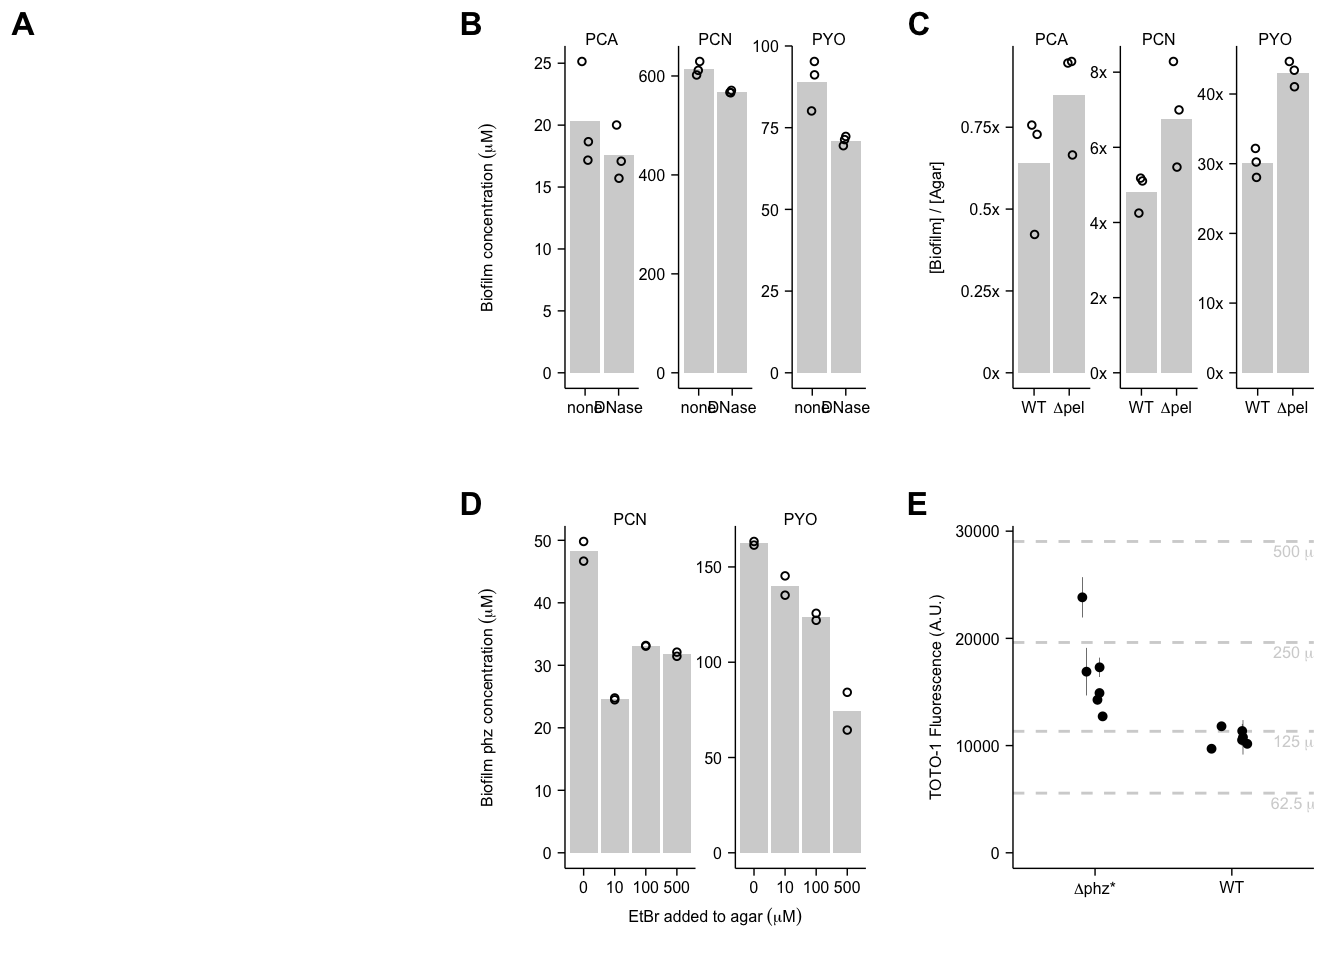 A
B
PCA
PCN
PYO
Biofilm concentration (μM)
25
20
15
10
5
0
600
400
200
0
100
75
50
25
0
none
DNase
none
DNase
none
DNase
C
PCA
PCN
PYO
[Biofilm] / [Agar]
0.75x
0.5x
0.25x
0x
8x
6x
4x
2x
0x
40x
30x
20x
10x
0x
WT
Δpel
WT
Δpel
WT
Δpel
D
PCN
PYO
Biofilm phz concentration (μM)
50
40
30
20
10
0
150
100
50
0
0
10
100
500
0
10
100
500
EtBr added to agar (μM)
E
TOTO-1 Fluorescence (A.U.)
30000
20000
10000
0
500 μ
250 μ
125 μ
62.5 μ
Δphz*
WT